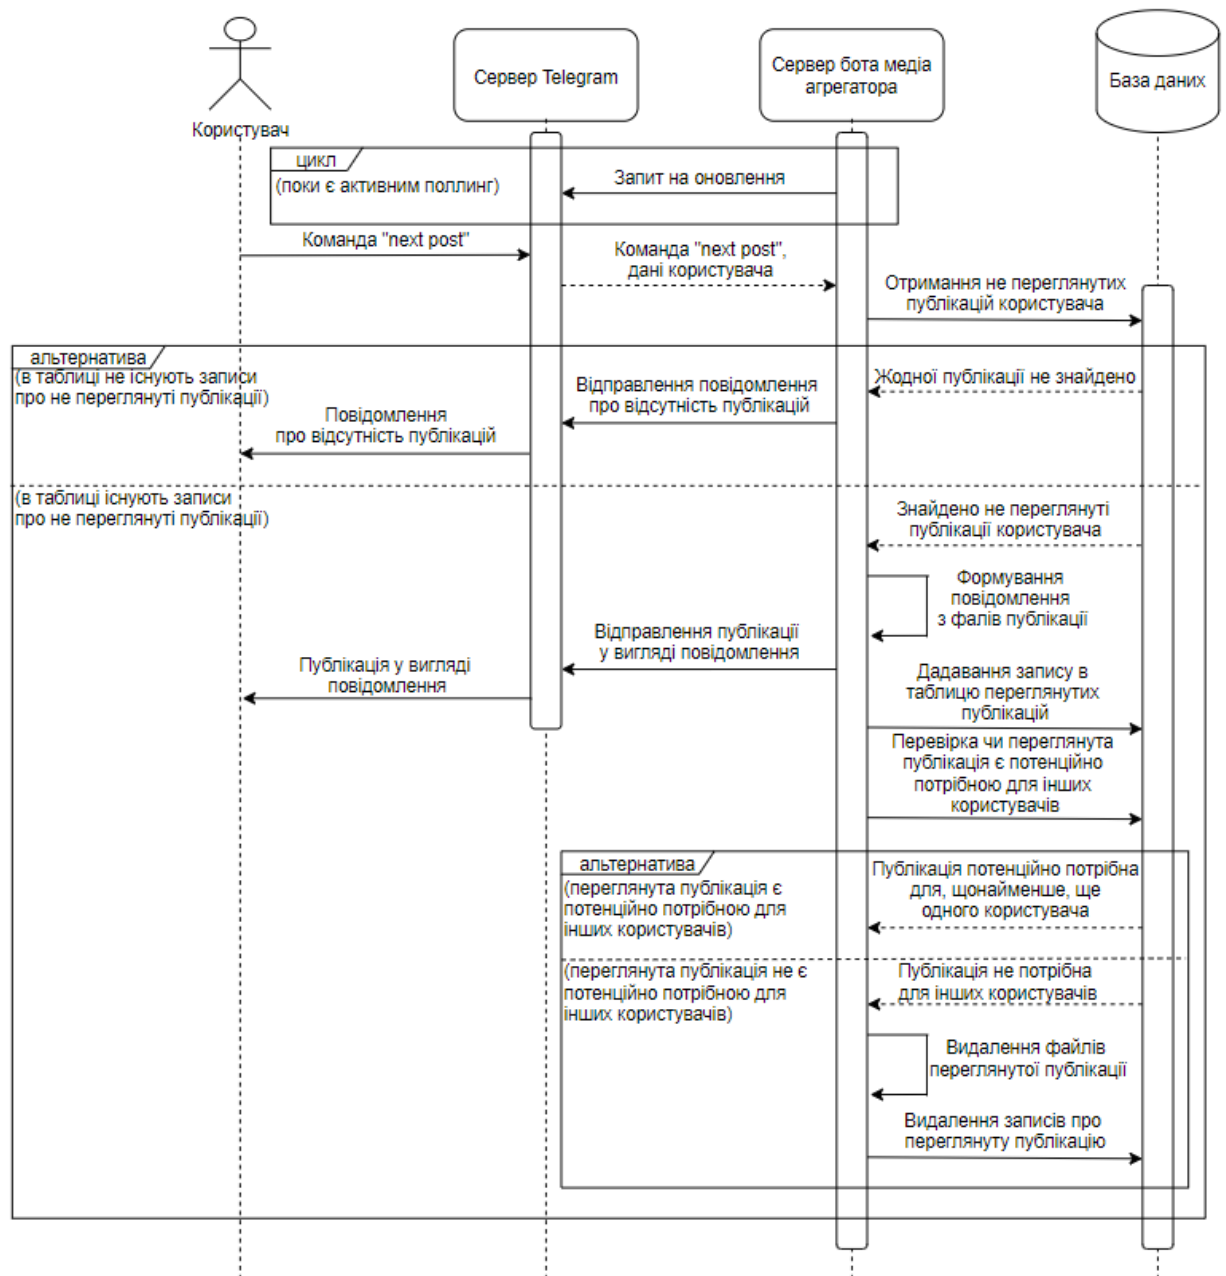 Користувач
Сервер Telegram
Сервер бота медіа
агрегатора
База даних
цикл
(поки є активним поллинг)
Запит на оновлення
Команда "next post"
Команда "next post",
дані користувача
Отримання не переглянутих
публікацій користувача
альтернатива
(в таблиці не існують записи
про не переглянуті публікації)
Жодної публікації не знайдено
Відправлення повідомлення
про відсутність публікацій
Повідомлення
про відсутність публікацій
(в таблиці існують записи
про не переглянуті публікації)
Знайдено не переглянуті
публікації користувача
Формування
повідомлення
з фалів публікації
Відправлення публікації
у вигляді повідомлення
Публікація у вигляді
повідомлення
Дадавання запису в
таблицю переглянутих
публікацій
Перевірка чи переглянута
публікація є потенційно
потрібною для інших
користувачів
альтернатива
(переглянута публікація є
потенційно потрібною для
інших користувачів)
Публікація потенційно потрібна
для, щонайменше, ще
одного користувача
(переглянута публікація не є
потенційно потрібною для
інших користувачів)
Публікація не потрібна
для інших користувачів
Видалення файлів
переглянутої публікації
Видалення записів про
переглянуту публікацію